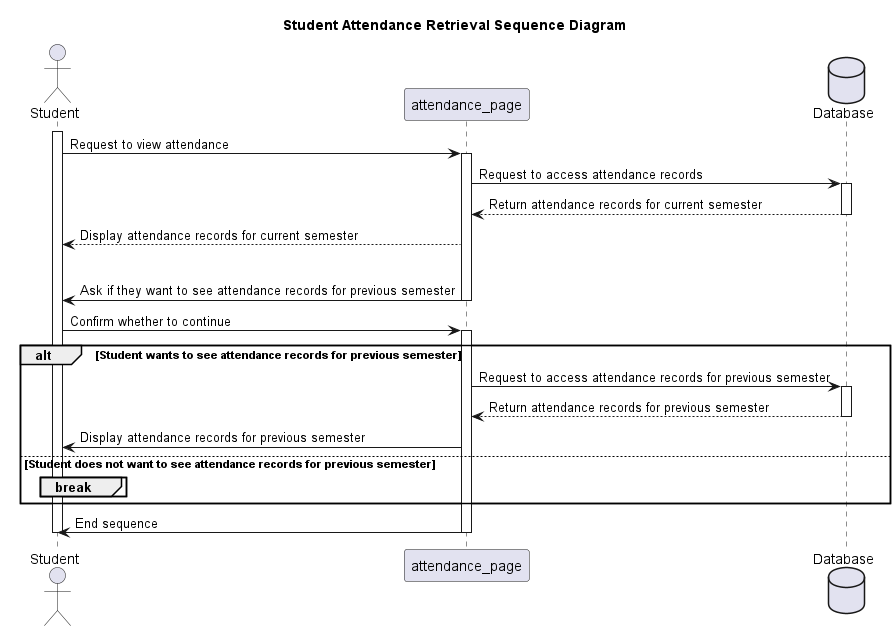 Student Attendance Retrieval Sequence Diagram
Student
attendance_page
Database
Request to view attendance
Request to access attendance records
Return attendance records for current semester
Display attendance records for current semester
Ask if they want to see attendance records for previous semester
Confirm whether to continue
alt
[Student wants to see attendance records for previous semester]
Request to access attendance records for previous semester
Return attendance records for previous semester
Display attendance records for previous semester
[Student does not want to see attendance records for previous semester]
break
End sequence
Student
attendance_page
Database